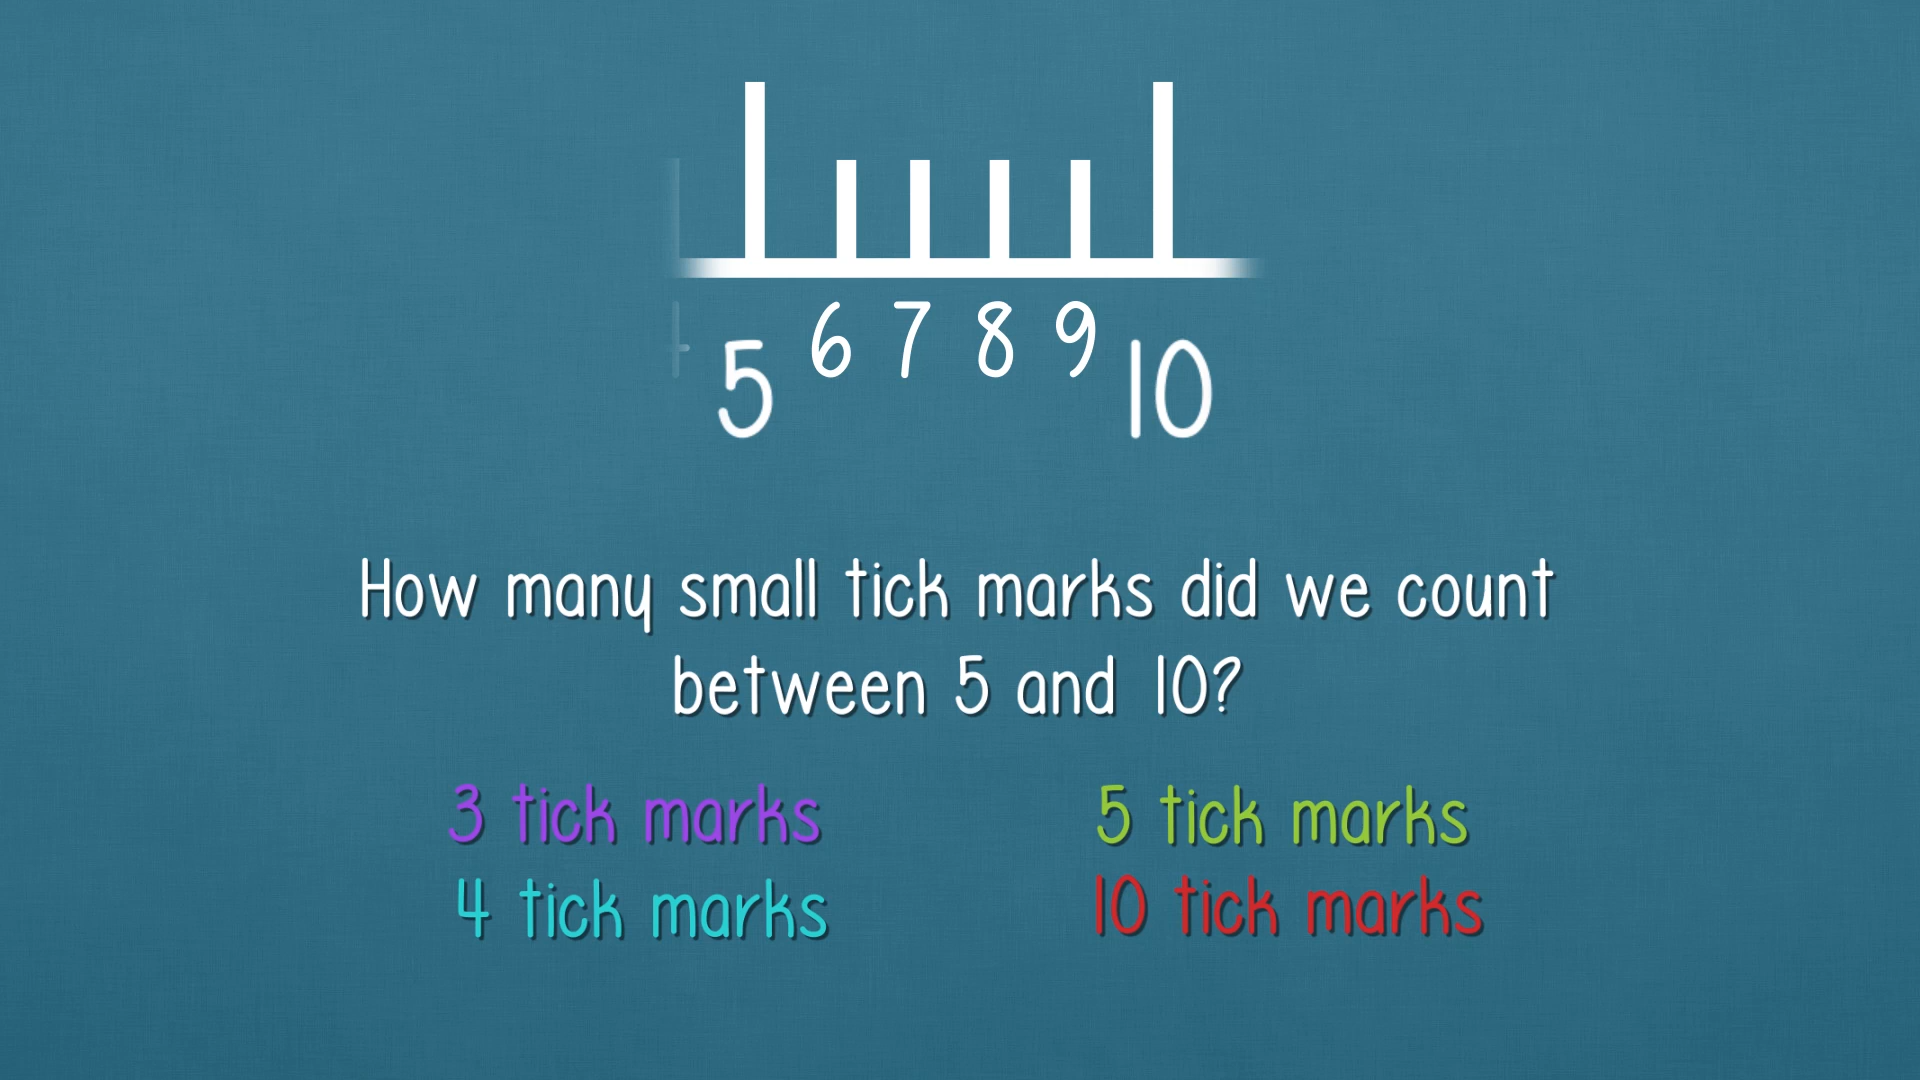 5 6 7 8 9 10
How many small tick marks did we count
between 5 and 10?
3 tick marks
5 tick marks
4 tick marks
10 tick marks